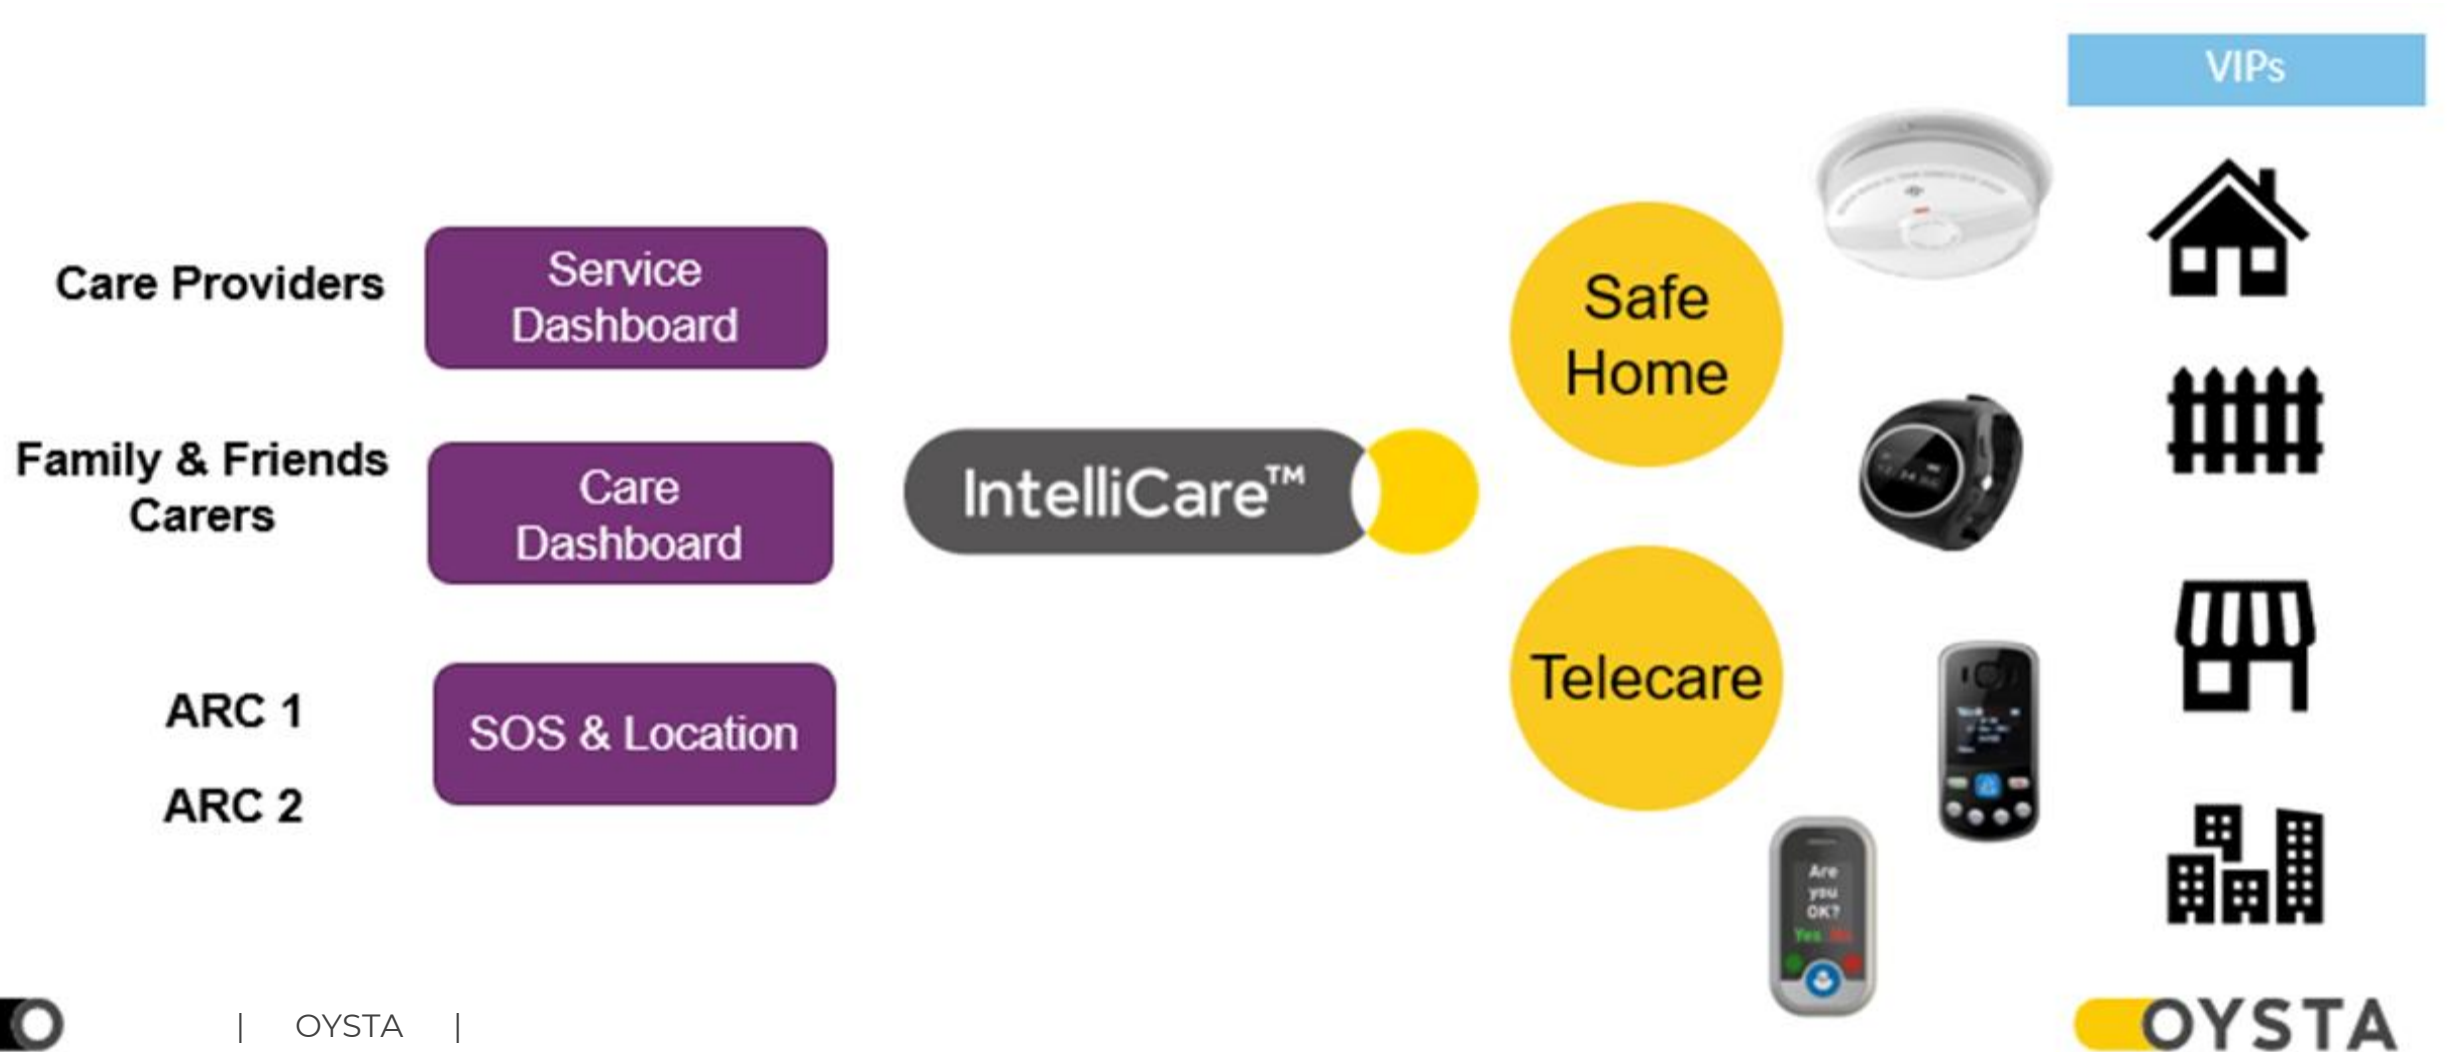 VIPs
Care Providers
Service
Dashboard
Safe
Home
Family & Friends
Carers
Care
Dashboard
IntelliCare™
Telecare
ARC 1
ARC 2
SOS & Location
Are
you
OK?
Yes No
| OYSTA |
OYSTA